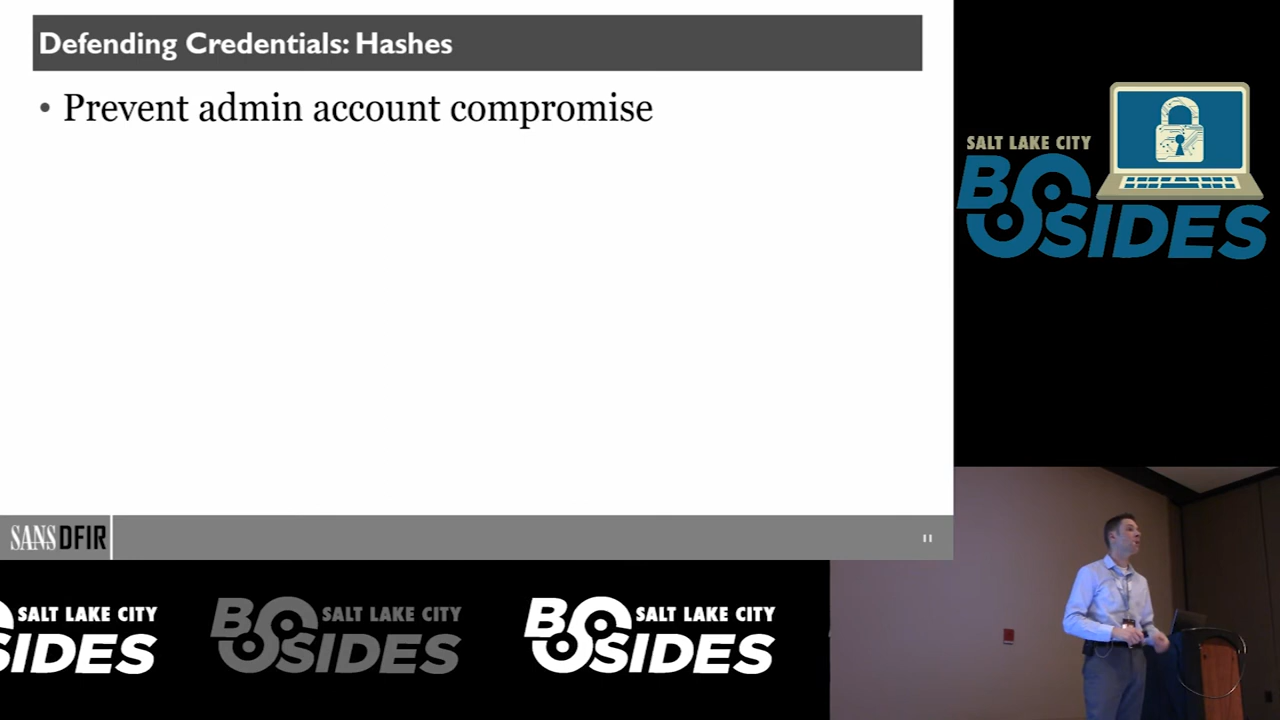 Defending Credentials: Hashes
• Prevent admin account compromise
SALT LAKE CITY
BSIDES
SANS DFIR
11
SALT LAKE CITY
SIDES
SALT LAKE CITY
BSIDES
SALT LAKE CITY
BSIDES